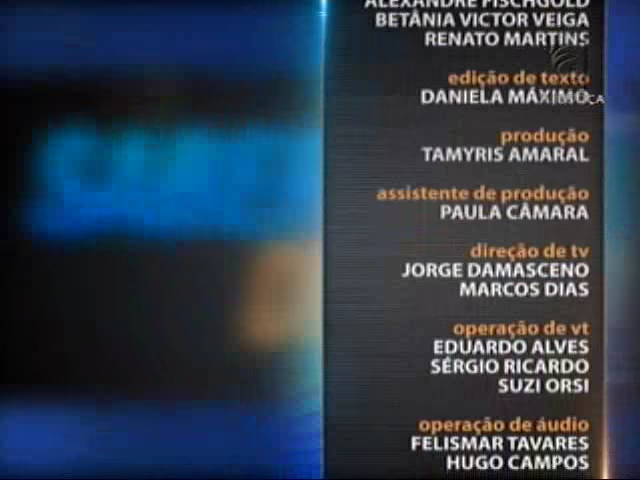 ALEXANDRE FISCHGOLD
BETÂNIA VICTOR VEIGA
RENATO MARTINS
edição de texto
DANIELA MÁXIMO
produção
TAMYRIS AMARAL
assistente de produção
PAULA CÂMARA
direção de tv
JORGE DAMASCENO
MARCOS DIAS
operação de vt
EDUARDO ALVES
SÉRGIO RICARDO
SUZI ORSI
operação de áudio
FELISMAR TAVARES
HUGO CAMPOS